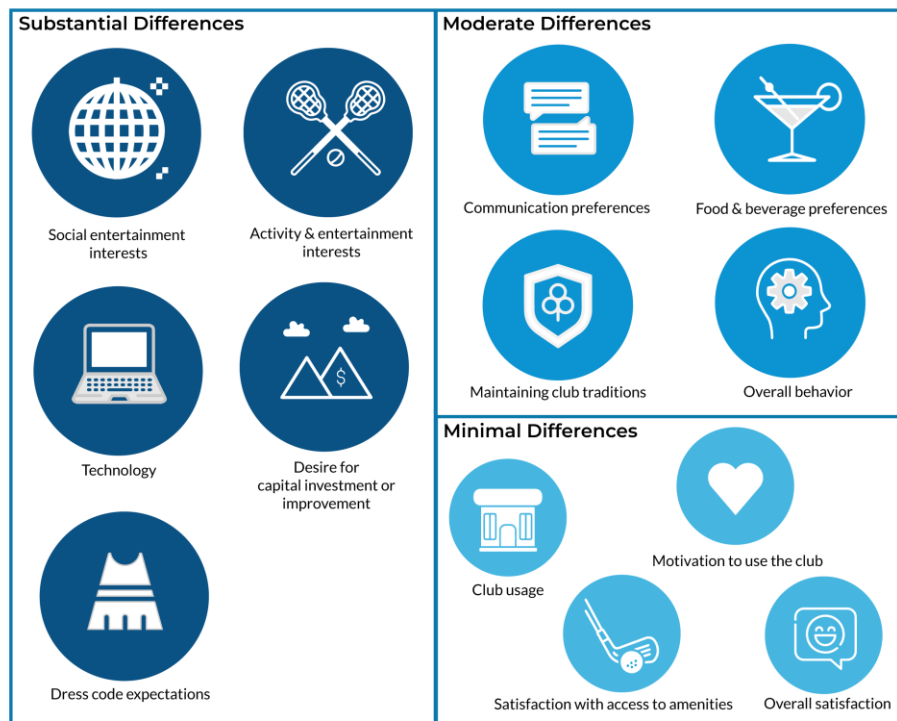 Substantial Differences
Social entertainment
interests
Activity & entertainment
interests
Technology
$
Desire for
capital investment or
improvement
Dress code expectations
Moderate Differences
Communication preferences
Food & beverage preferences
Maintaining club traditions
Overall behavior
Minimal Differences
Club usage
Motivation to use the club
Satisfaction with access to amenities
Overall satisfaction